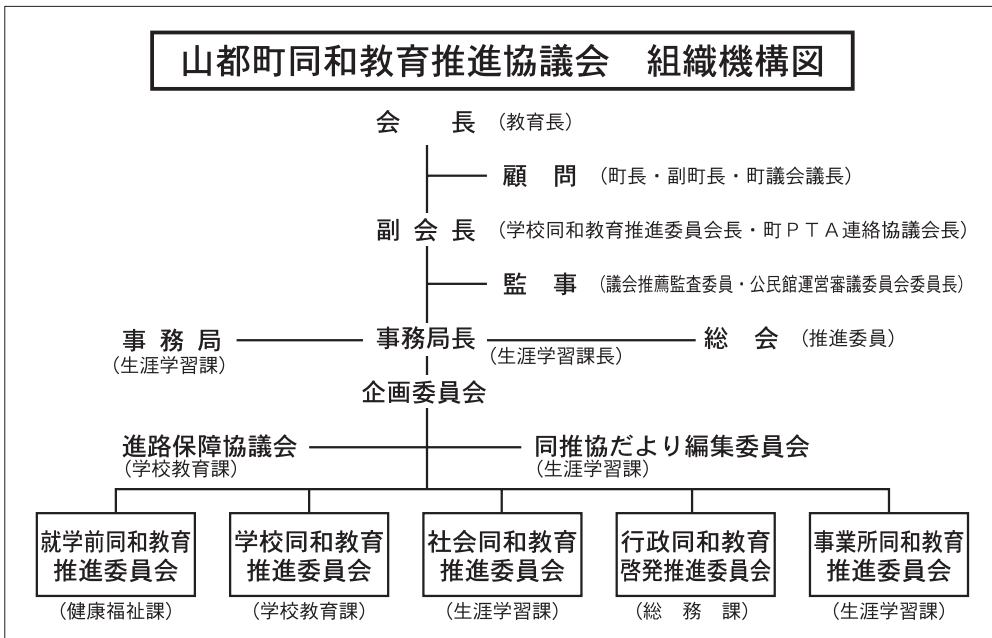 山都町同和教育推進協議会　組織機構図
会　長（教育長）
顧　問（町長・副町長・町議会議長）
副会長（学校同和教育推進委員会長・町ＰＴＡ連絡協議会長）
監　事（議会推薦監査委員・公民館運営審議委員会委員長）
事務局
（生涯学習課）
事務局長
（生涯学習課長）
総　会（推進委員）
企画委員会
進路保障協議会
（学校教育課）
同推協だより編集委員会
（生涯学習課）
就学前同和教育
推進委員会
（健康福祉課）
学校同和教育
推進委員会
（学校教育課）
社会同和教育
推進委員会
（生涯学習課）
行政同和教育
啓発推進委員会
（総　務　課）
事業所同和教育
推進委員会
（生涯学習課）